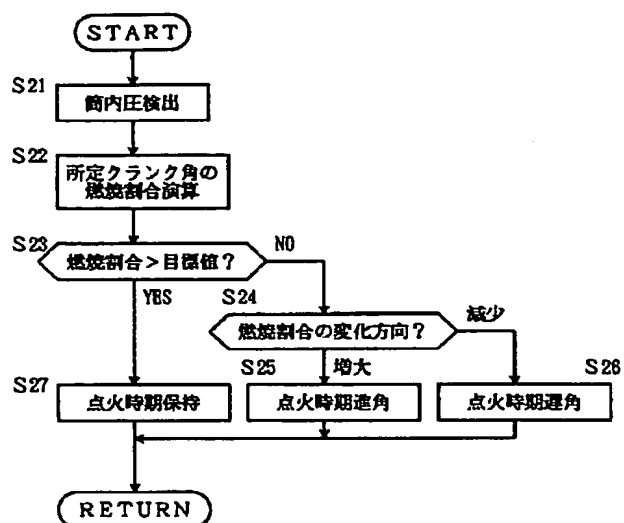 START
S21
筒内圧検出
S22
所定クランク角の
燃焼割合演算
S23
燃焼割合>目標値?
NO
YES
S24
燃焼割合の変化方向?
減少
S25
増大
S26
S27
点火時期保持
点火時期進角
点火時期遅角
RETURN